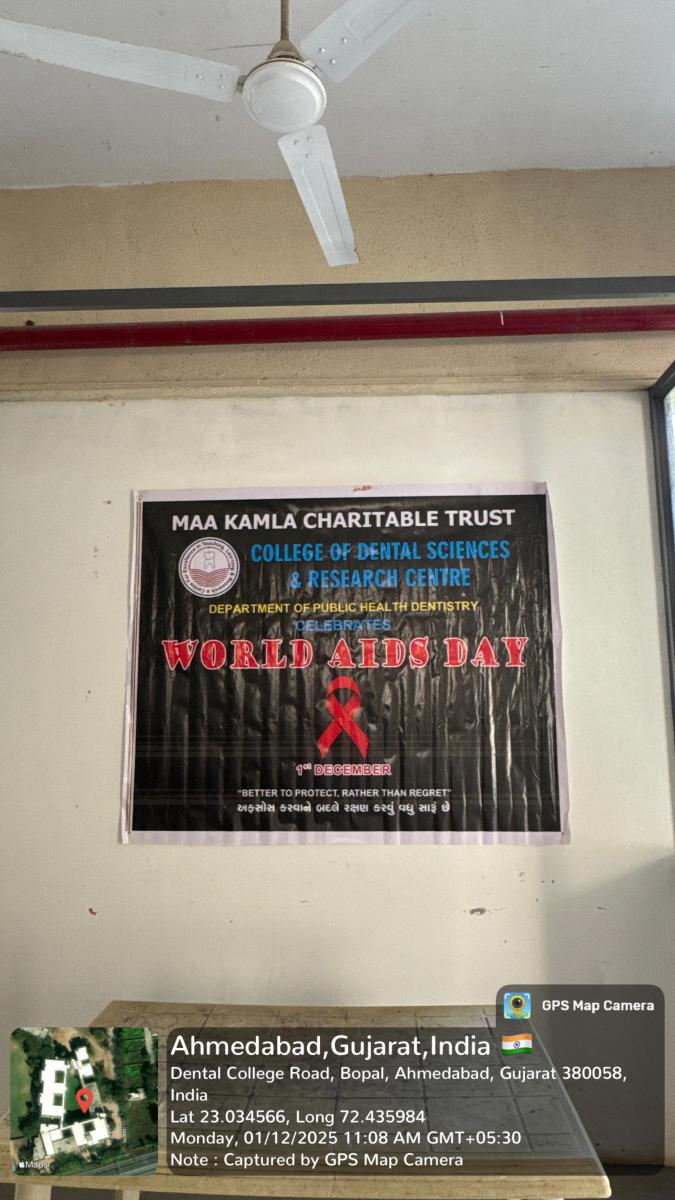 MAA KAMLA CHARITABLE TRUST
COLLEGE OF DENTAL SCIENCES
& RESEARCH CENTRE
DEPARTMENT OF PUBLIC HEALTH DENTISTRY
CELEBRATES
WORLD AIDS DAY
1st DECEMBER
"BETTER TO PROTECT, RATHER THAN REGRET"
અફસોસ કરવાને બદલે રક્ષણ કરવું વધુ સારૂં છે
GPS Map Camera
Ahmedabad,Gujarat,India
Dental College Road, Bopal, Ahmedabad, Gujarat 380058,
India
Lat 23.034566, Long 72.435984
Monday, 01/12/2025 11:08 AM GMT+05:30
Note : Captured by GPS Map Camera
Maps